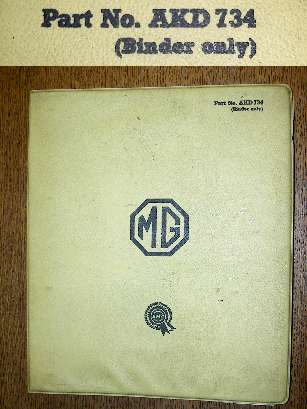 Part No. AKD 734
(Binder only)
Part No. AKD 734
(Binder only)
MG